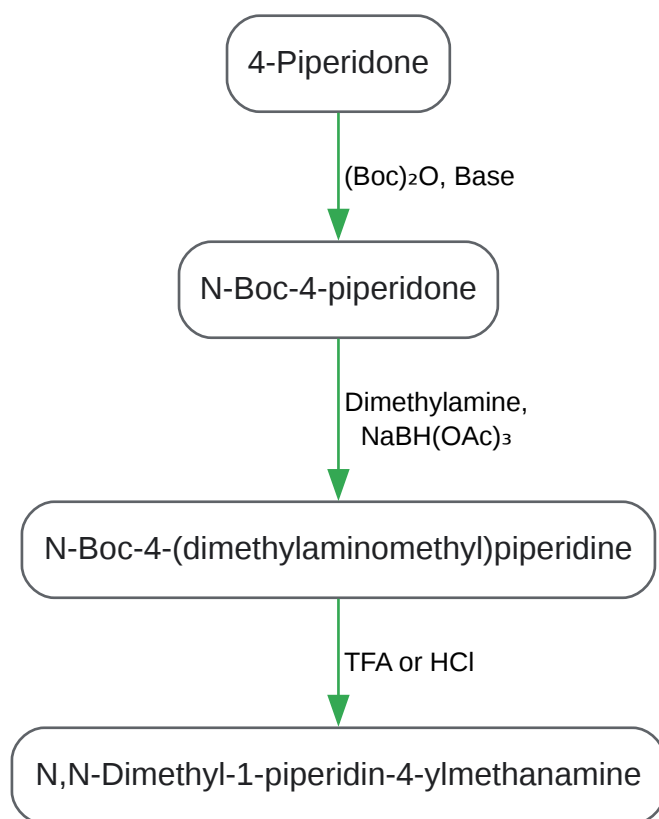 4-Piperidone
(Boc)₂O, Base
N-Boc-4-piperidone
Dimethylamine,
NaBH(OAc)₃
N-Boc-4-(dimethylaminomethyl)piperidine
TFA or HCl
N,N-Dimethyl-1-piperidin-4-ylmethanamine